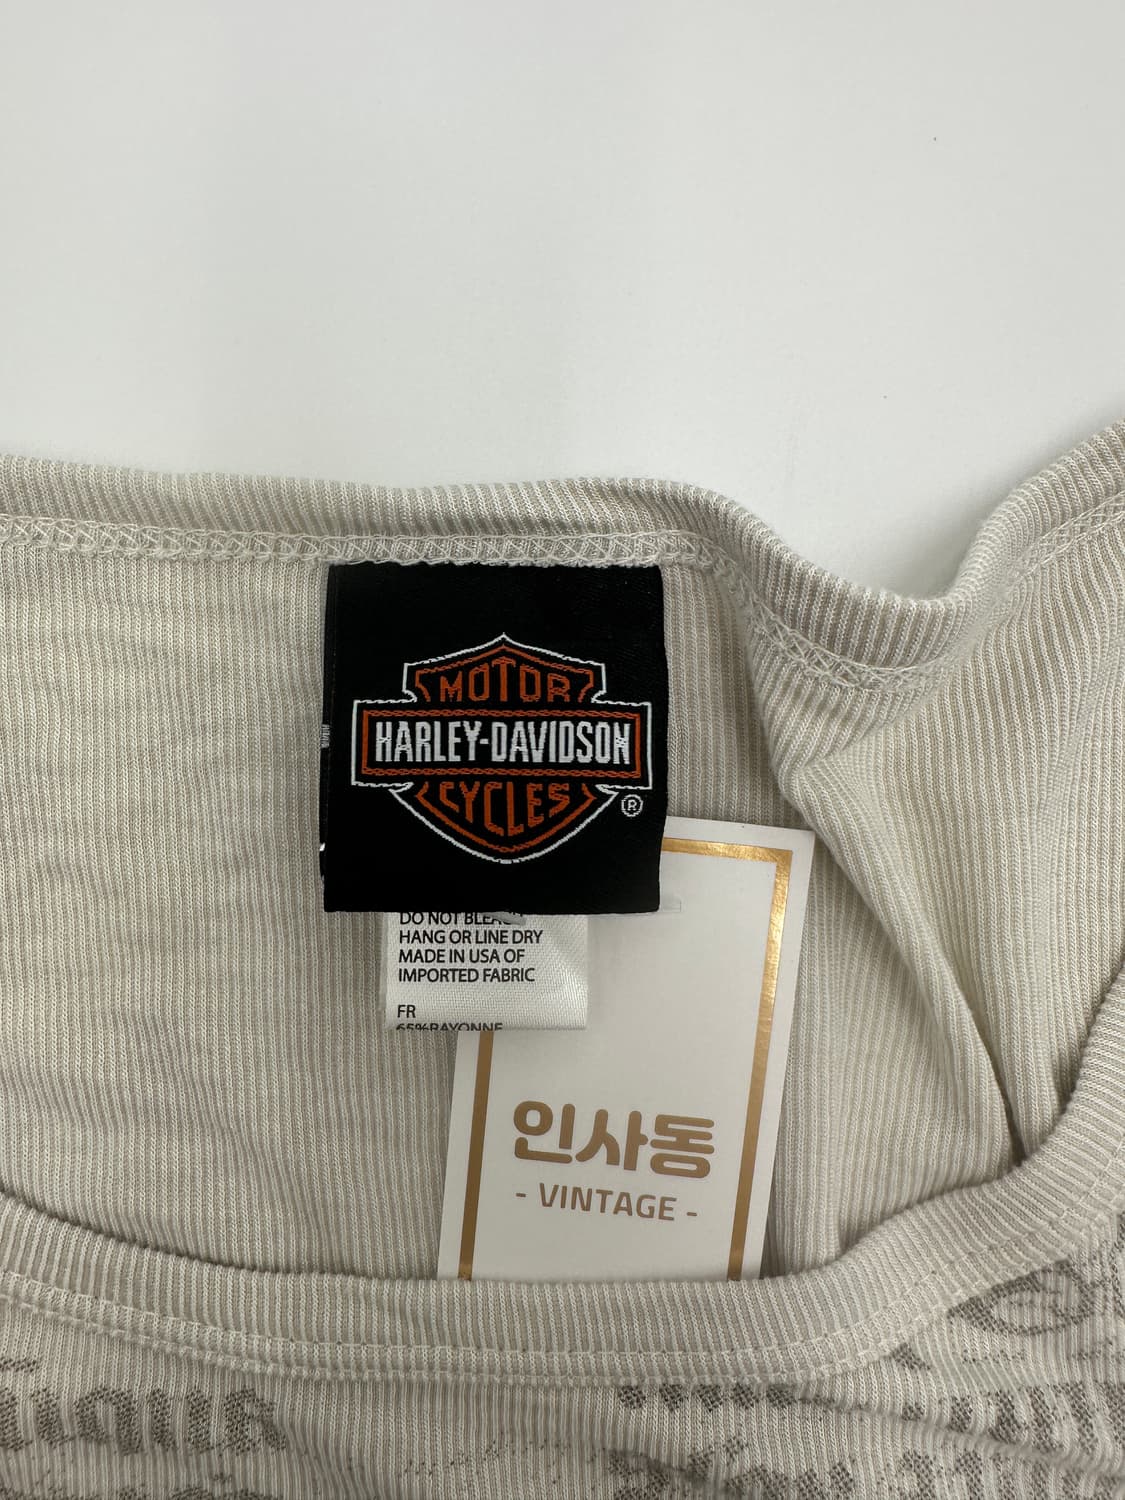 MOTOR
HARLEY-DAVIDSON
CYCLES
®
DO NOT BLEACH
HANG OR LINE DRY
MADE IN USA OF
IMPORTED FABRIC
FR
65%RAYONNE
인사동
- VINTAGE -